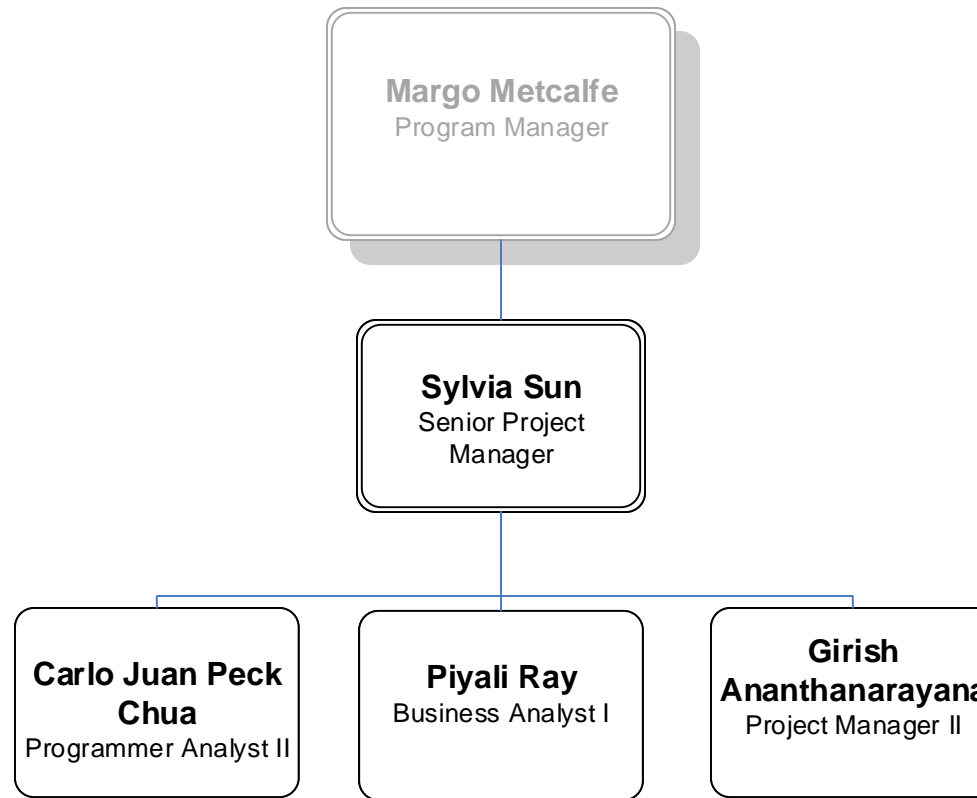 Margo Metcalfe
Program Manager
Sylvia Sun
Senior Project
Manager
Carlo Juan Peck
Chua
Programmer Analyst II
Piyali Ray
Business Analyst I
Girish
Ananthanarayana
Project Manager II